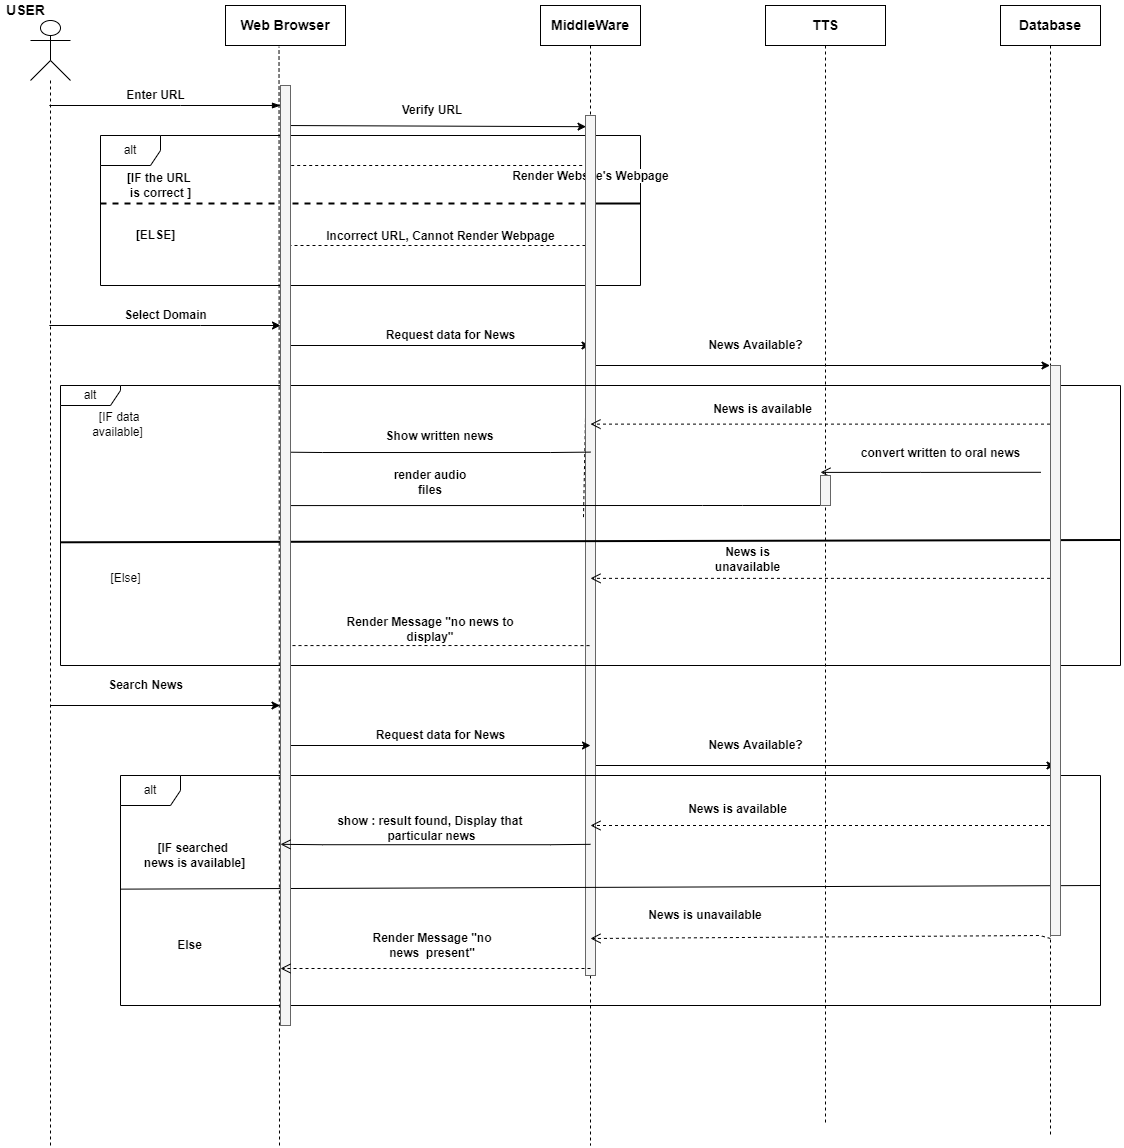 USER
Web Browser
MiddleWare
TTS
Database
Enter URL
Verify URL
alt
[IF the URL
is correct ]
Render Website's Webpage
[ELSE]
Incorrect URL, Cannot Render Webpage
Select Domain
Request data for News
News Available?
alt
[IF data
available]
News is available
Show written news
convert written to oral news
render audio
files
[Else]
News is
unavailable
Render Message "no news to
display"
Search News
Request data for News
News Available?
alt
News is available
show : result found, Display that
particular news
[IF searched
news is available]
News is unavailable
Else
Render Message "no
news  present"